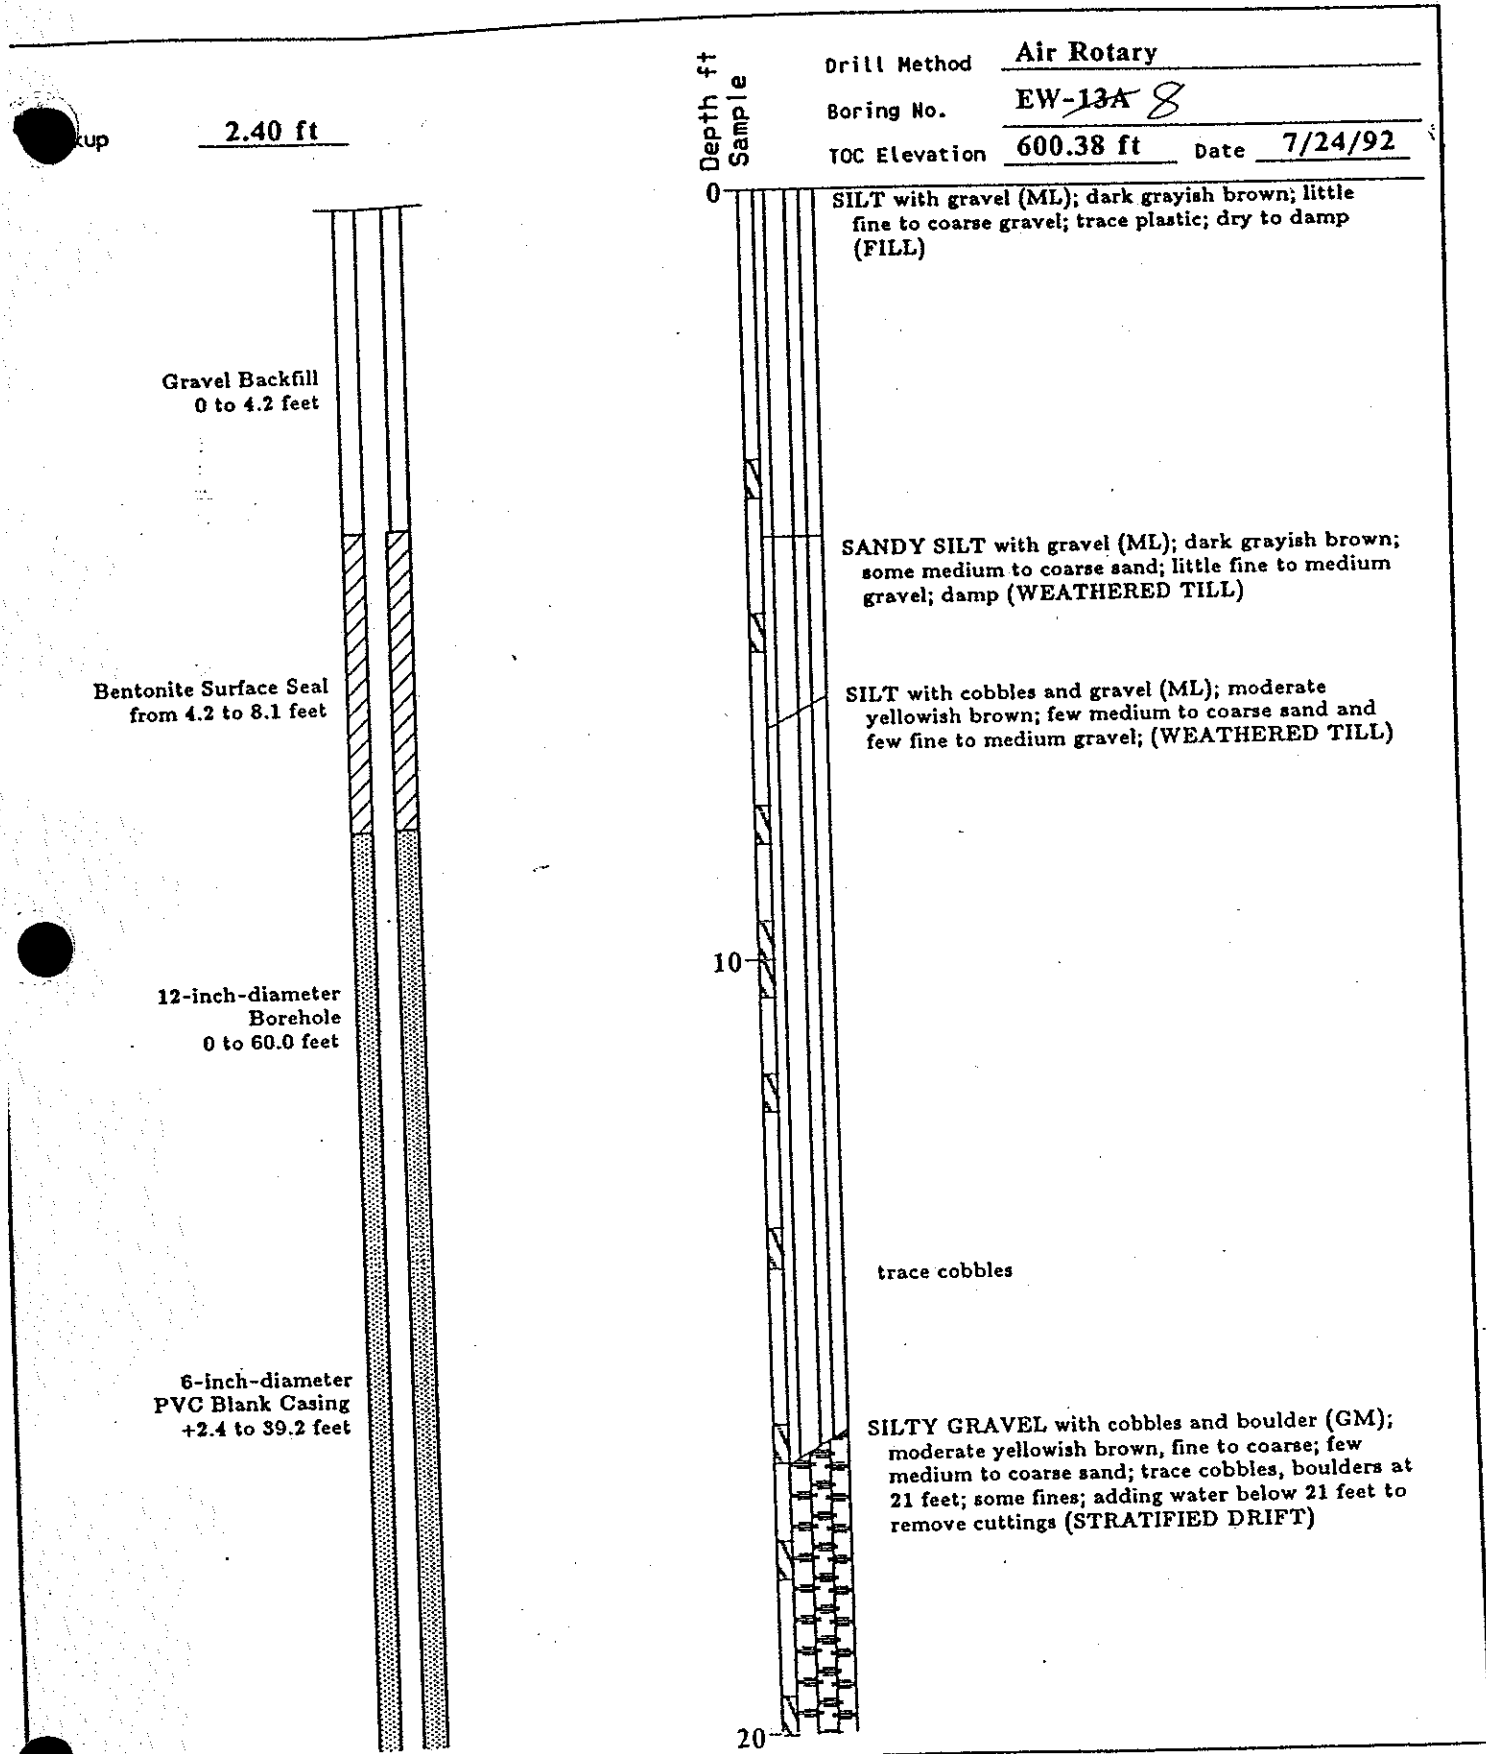 Depth ft
Sample
Drill Method Air Rotary
Boring No. EW-13A 8
TOC Elevation 600.38 ft Date 7/24/92
kup 2.40 ft
0
SILT with gravel (ML); dark grayish brown; little
fine to coarse gravel; trace plastic; dry to damp
(FILL)
Gravel Backfill
0 to 4.2 feet
SANDY SILT with gravel (ML); dark grayish brown;
some medium to coarse sand; little fine to medium
gravel; damp (WEATHERED TILL)
Bentonite Surface Seal
from 4.2 to 8.1 feet
SILT with cobbles and gravel (ML); moderate
yellowish brown; few medium to coarse sand and
few fine to medium gravel; (WEATHERED TILL)
10
12-inch-diameter
Borehole
0 to 60.0 feet
trace cobbles
6-inch-diameter
PVC Blank Casing
+2.4 to 39.2 feet
SILTY GRAVEL with cobbles and boulder (GM);
moderate yellowish brown, fine to coarse; few
medium to coarse sand; trace cobbles, boulders at
21 feet; some fines; adding water below 21 feet to
remove cuttings (STRATIFIED DRIFT)
20